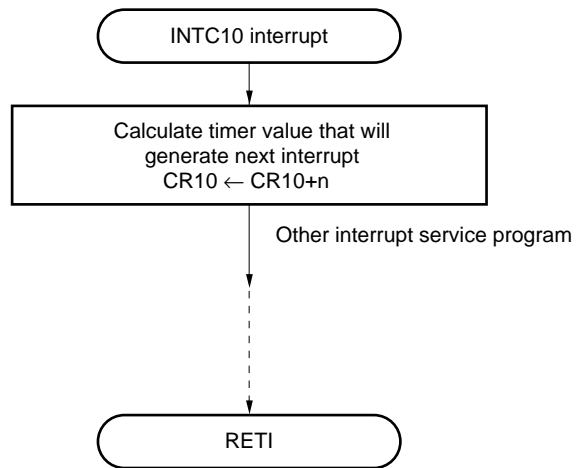 INTC10 interrupt
Calculate timer value that will
generate next interrupt
CR10 ← CR10+n
Other interrupt service program
RETI